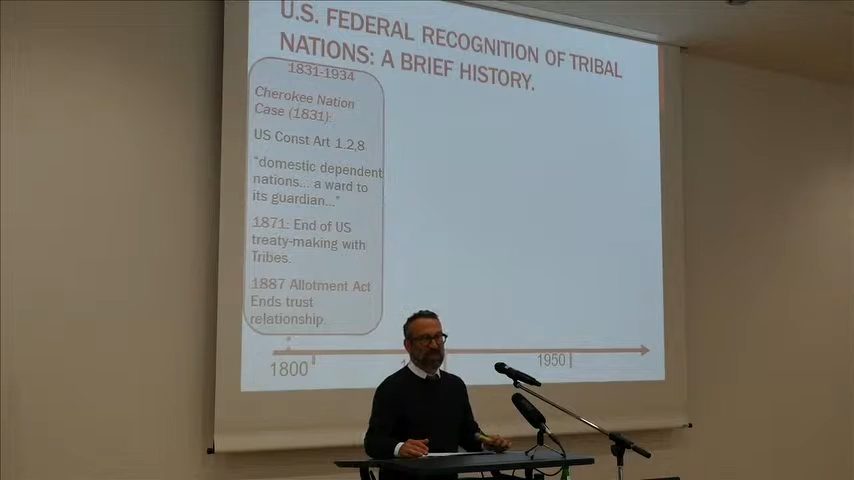 U.S. FEDERAL RECOGNITION OF TRIBAL
NATIONS: A BRIEF HISTORY.
1831-1934
Cherokee Nation
Case (1831):
US Const Art 1.2,8
"domestic dependent
nations... a ward to
its guardian..."
1871: End of US
treaty-making with
Tribes.
1887 Allotment Act
Ends trust
relationship.
1800
1950